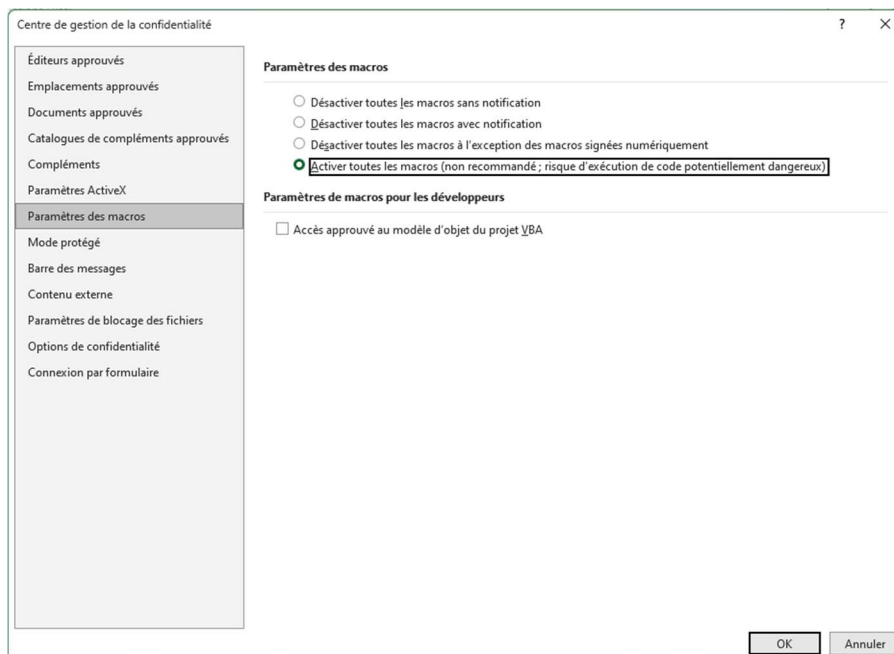 Centre de gestion de la confidentialité
?
Éditeurs approuvés
Emplacements approuvés
Documents approuvés
Catalogues de compléments approuvés
Compléments
Paramètres ActiveX
Paramètres des macros
Mode protégé
Barre des messages
Contenu externe
Paramètres de blocage des fichiers
Options de confidentialité
Connexion par formulaire
Paramètres des macros
Désactiver toutes les macros sans notification
Désactiver toutes les macros avec notification
Désactiver toutes les macros à l'exception des macros signées numériquement
Activer toutes les macros (non recommandé ; risque d'exécution de code potentiellement dangereux)
Paramètres de macros pour les développeurs
Accès approuvé au modèle d'objet du projet VBA
OK
Annuler